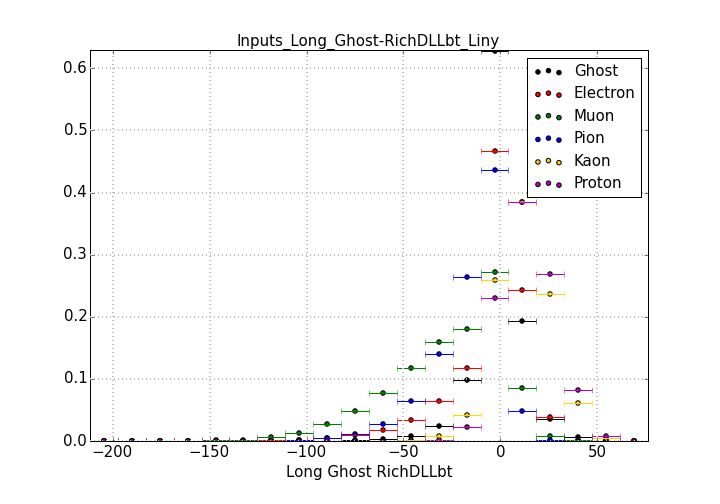 Inputs_Long_Ghost-RichDLLbt_Liny
0.6
0.5
0.4
0.3
0.2
0.1
0.0
Ghost
Electron
Muon
Pion
Kaon
Proton
−200 −150 −100 −50 0 50
Long Ghost RichDLLbt